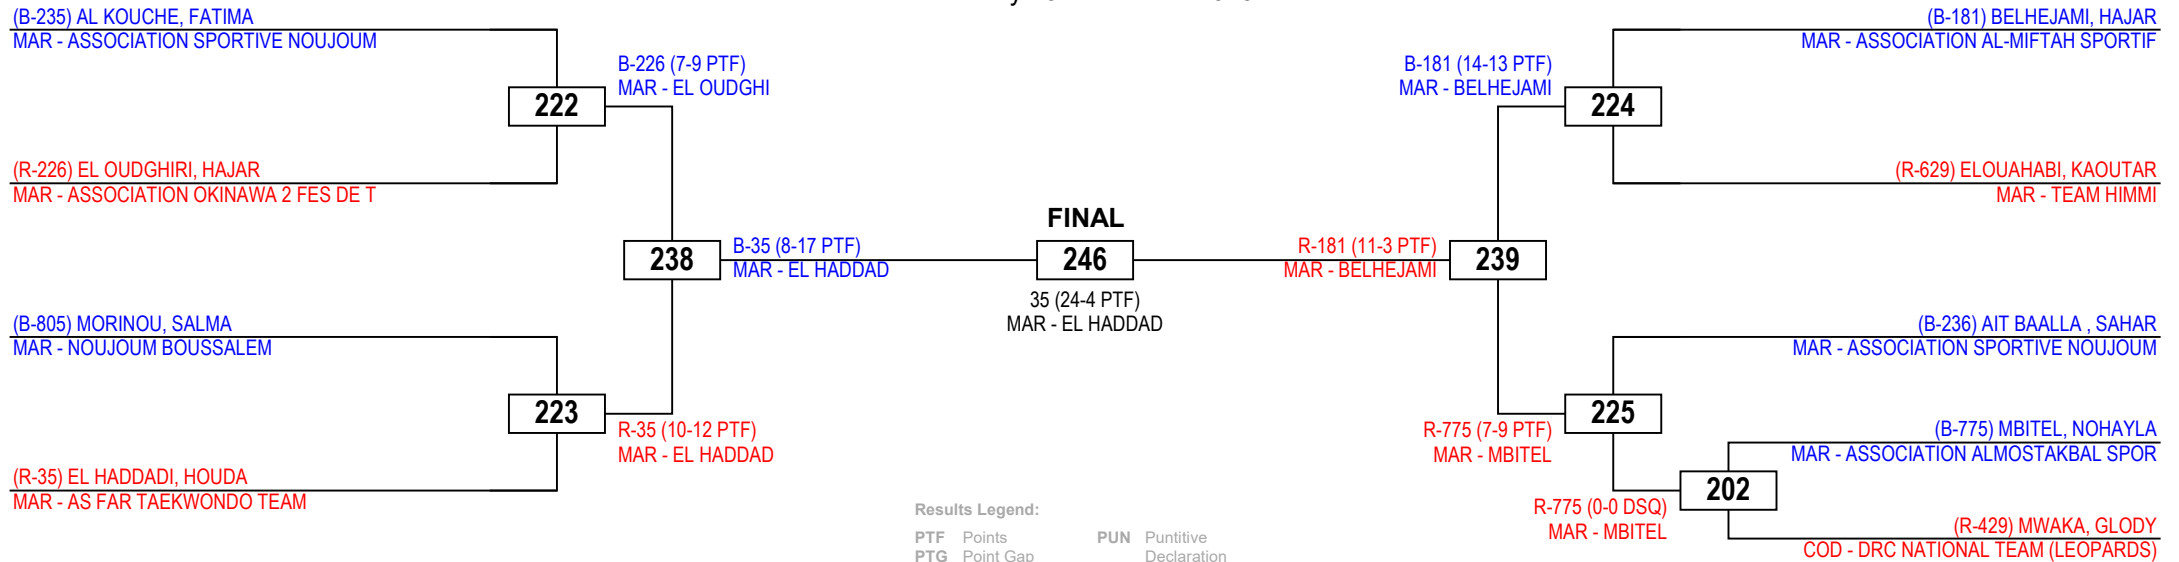 (B-235) AL KOUCHE, FATIMA
MAR - ASSOCIATION SPORTIVE NOUJOUM
(R-226) EL OUDGHIRI, HAJAR
MAR - ASSOCIATION OKINAWA 2 FES DE T
(B-805) MORINOU, SALMA
MAR - NOUJOUM BOUSSALEM
(R-35) EL HADDADI, HOUDA
MAR - AS FAR TAEKWONDO TEAM
222
223
B-226 (7-9 PTF)
MAR - EL OUDGHI
R-35 (10-12 PTF)
MAR - EL HADDAD
238
B-35 (8-17 PTF)
MAR - EL HADDAD
FINAL
246
35 (24-4 PTF)
MAR - EL HADDAD
R-181 (11-3 PTF)
MAR - BELHEJAMI
239
B-181 (14-13 PTF)
MAR - BELHEJAMI
R-775 (7-9 PTF)
MAR - MBITEL
224
225
(B-181) BELHEJAMI, HAJAR
MAR - ASSOCIATION AL-MIFTAH SPORTIF
(R-629) ELOUAHABI, KAOUTAR
MAR - TEAM HIMMI
(B-236) AIT BAALLA , SAHAR
MAR - ASSOCIATION SPORTIVE NOUJOUM
(B-775) MBITEL, NOHAYLA
MAR - ASSOCIATION ALMOSTAKBAL SPOR
202
R-775 (0-0 DSQ)
MAR - MBITEL
(R-429) MWAKA, GLODY
COD - DRC NATIONAL TEAM (LEOPARDS)
Results Legend:
PTF Points
PTG Point Gap
PUN Puntitive
Declaration